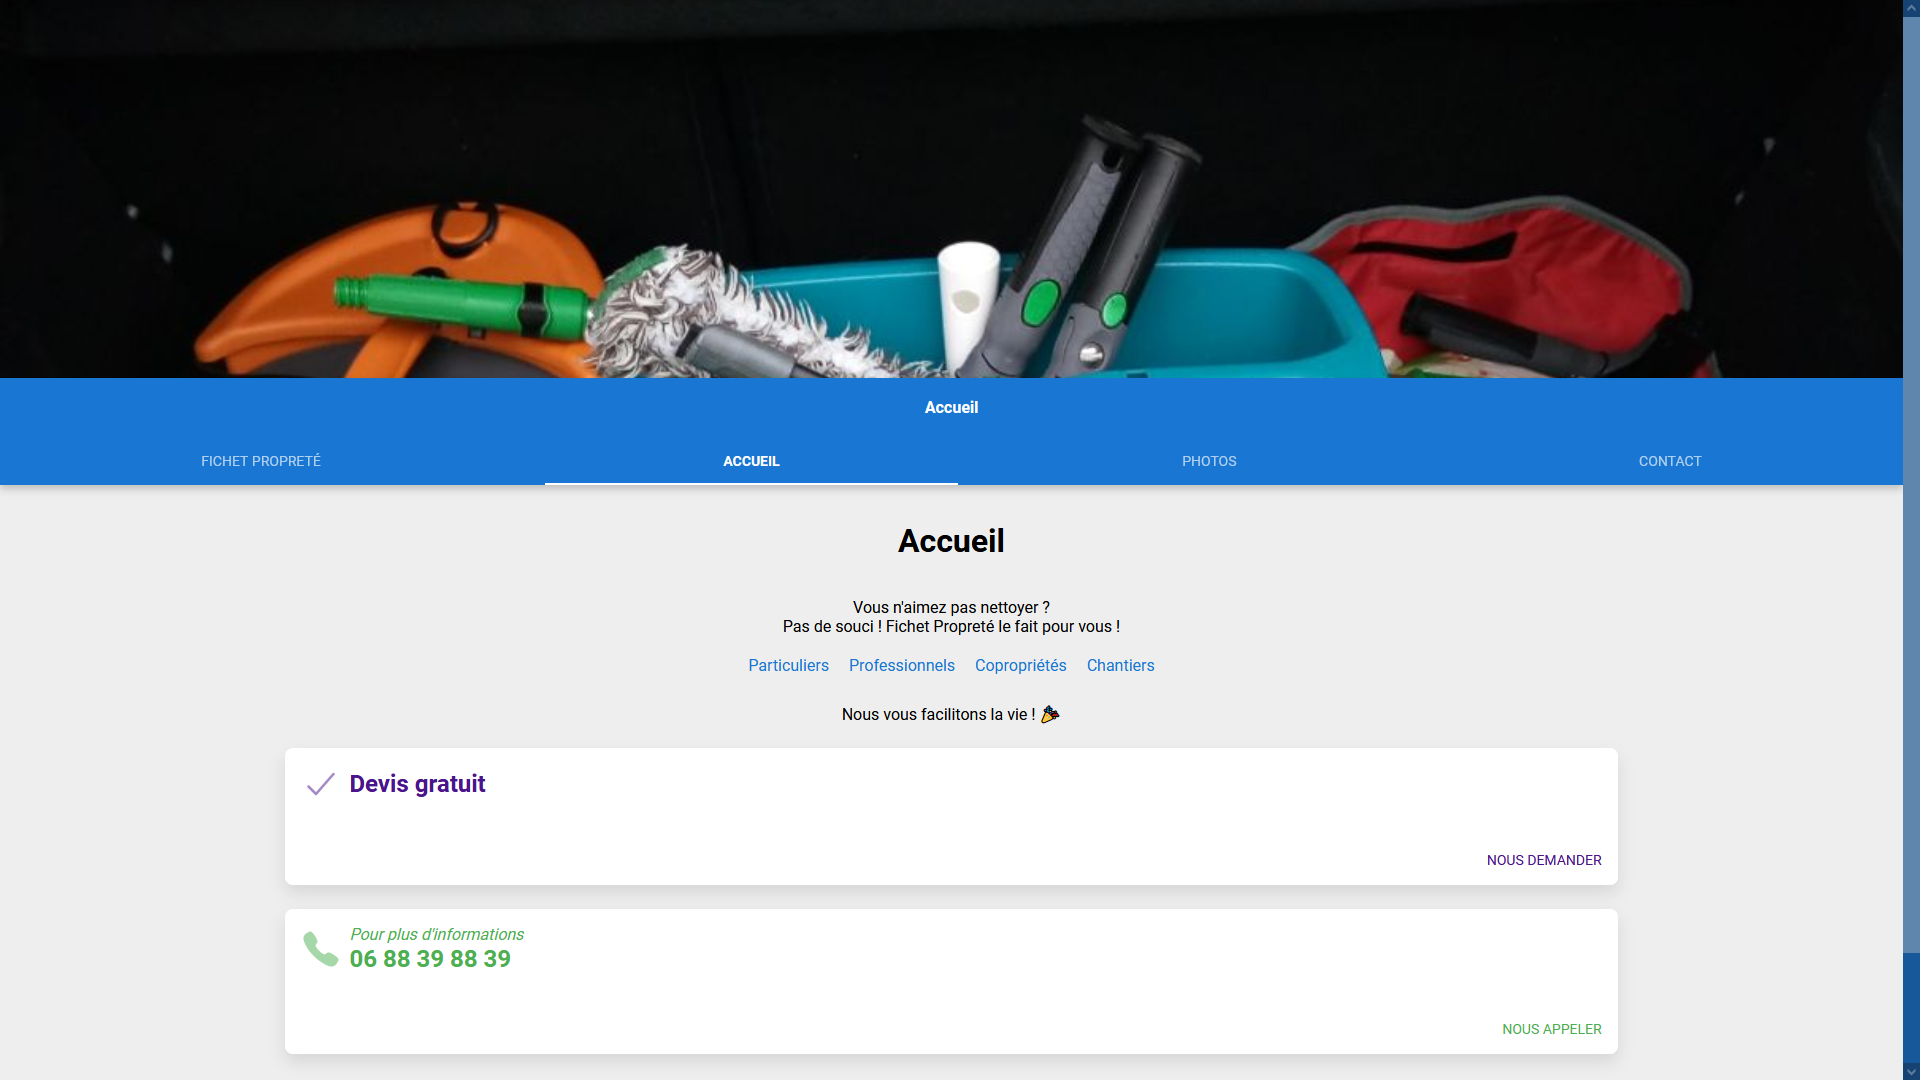 Accueil
FICHET PROPRETÉ
ACCUEIL
PHOTOS
CONTACT
Accueil
Vous n'aimez pas nettoyer ?
Pas de souci ! Fichet Propreté le fait pour vous !
Particuliers Professionnels Copropriétés Chantiers
Nous vous facilitons la vie ! 🎉
Devis gratuit
NOUS DEMANDER
Pour plus d'informations
06 88 39 88 39
NOUS APPELER